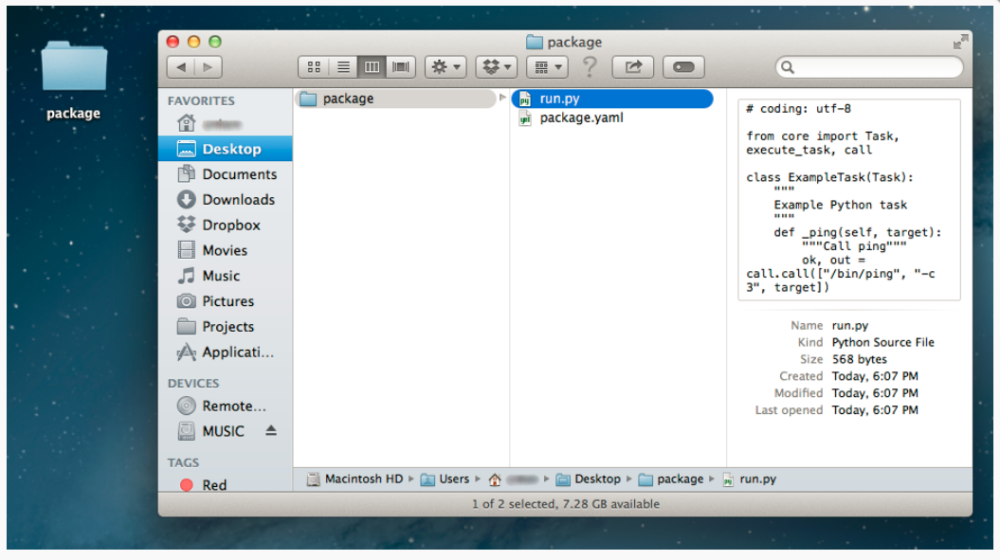 package
package
FAVORITES
Desktop
Documents
Downloads
Dropbox
Movies
Music
Pictures
Projects
Applicati...
DEVICES
Remote...
MUSIC
TAGS
Red
package
run.py
package.yaml
# coding: utf-8
from core import Task,
execute_task, call
class ExampleTask(Task):
"""
Example Python task
"""
def _ping(self, target):
"""Call ping"""
ok, out =
call.call(["/bin/ping", "-c
3", target])
Name run.py
Kind Python Source File
Size 568 bytes
Created Today, 6:07 PM
Modified Today, 6:07 PM
Last opened Today, 6:07 PM
Macintosh HD ▸ Users ▸ ▸ Desktop ▸ package ▸ run.py
1 of 2 selected, 7.28 GB available